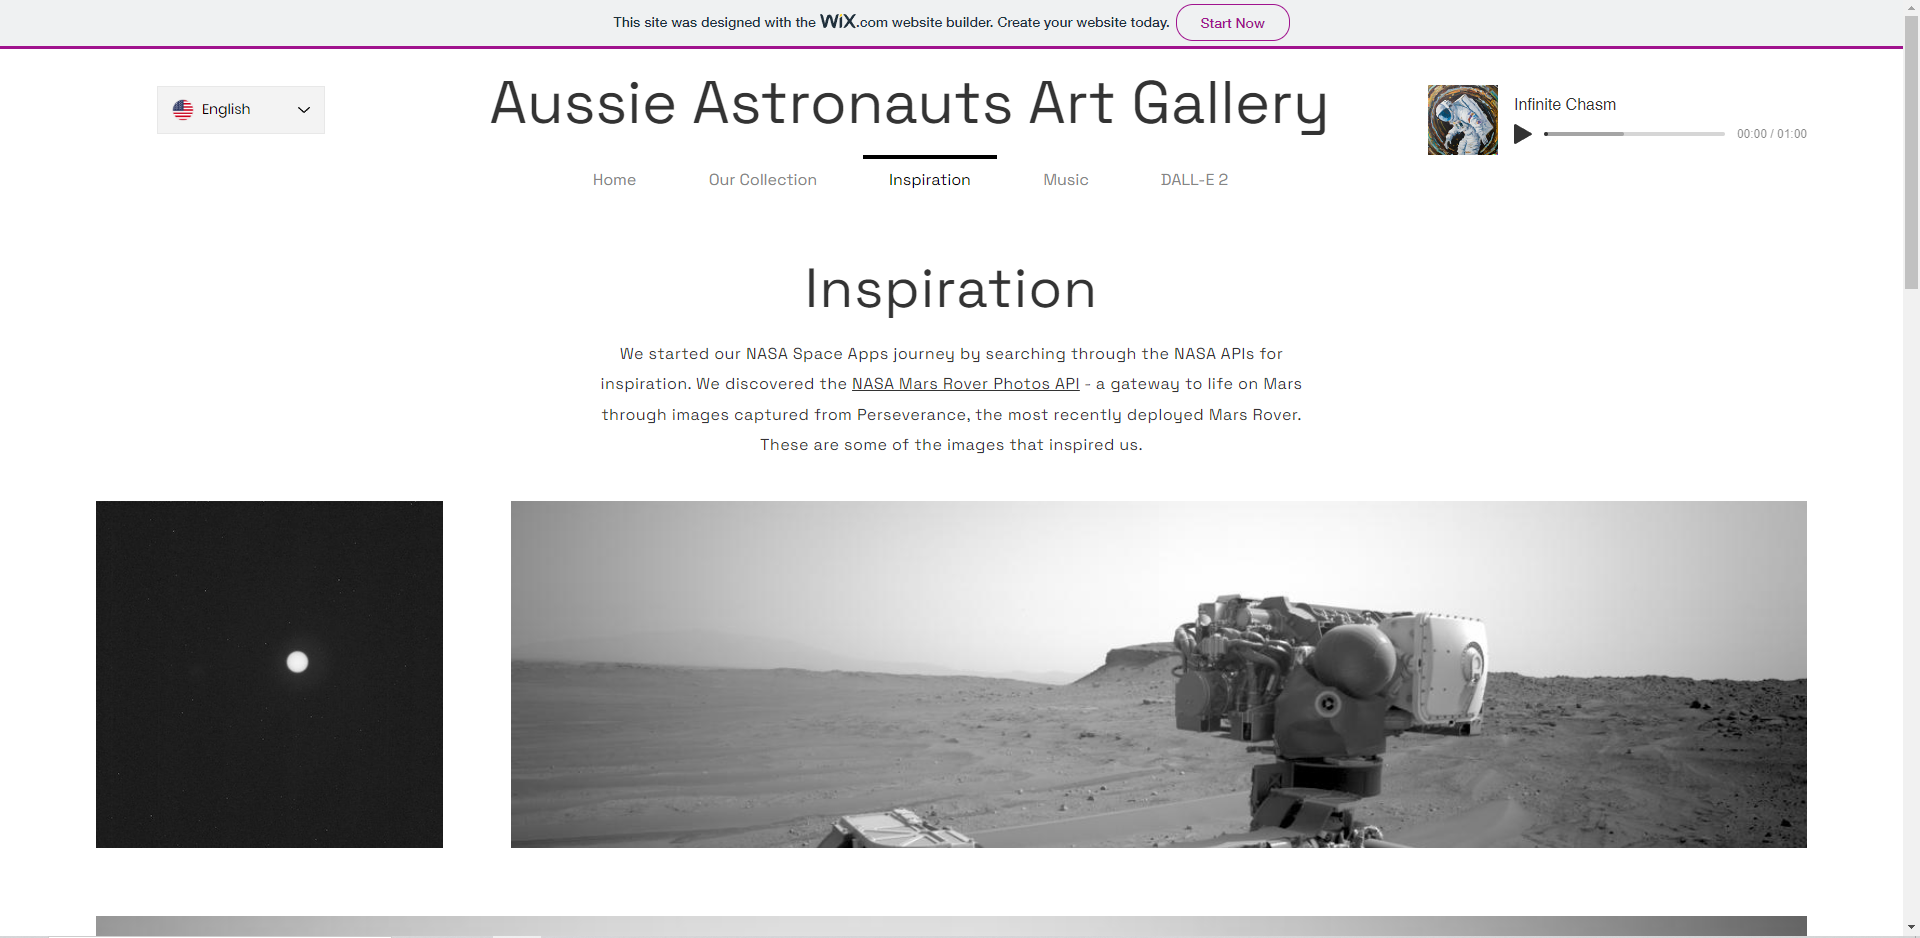 This site was designed with the WiX.com website builder. Create your website today. Start Now
English
Aussie Astronauts Art Gallery
Infinite Chasm
00:00 / 01:00
Home Our Collection Inspiration Music DALL-E 2
Inspiration
We started our NASA Space Apps journey by searching through the NASA APIs for
inspiration. We discovered the NASA Mars Rover Photos API - a gateway to life on Mars
through images captured from Perseverance, the most recently deployed Mars Rover.
These are some of the images that inspired us.